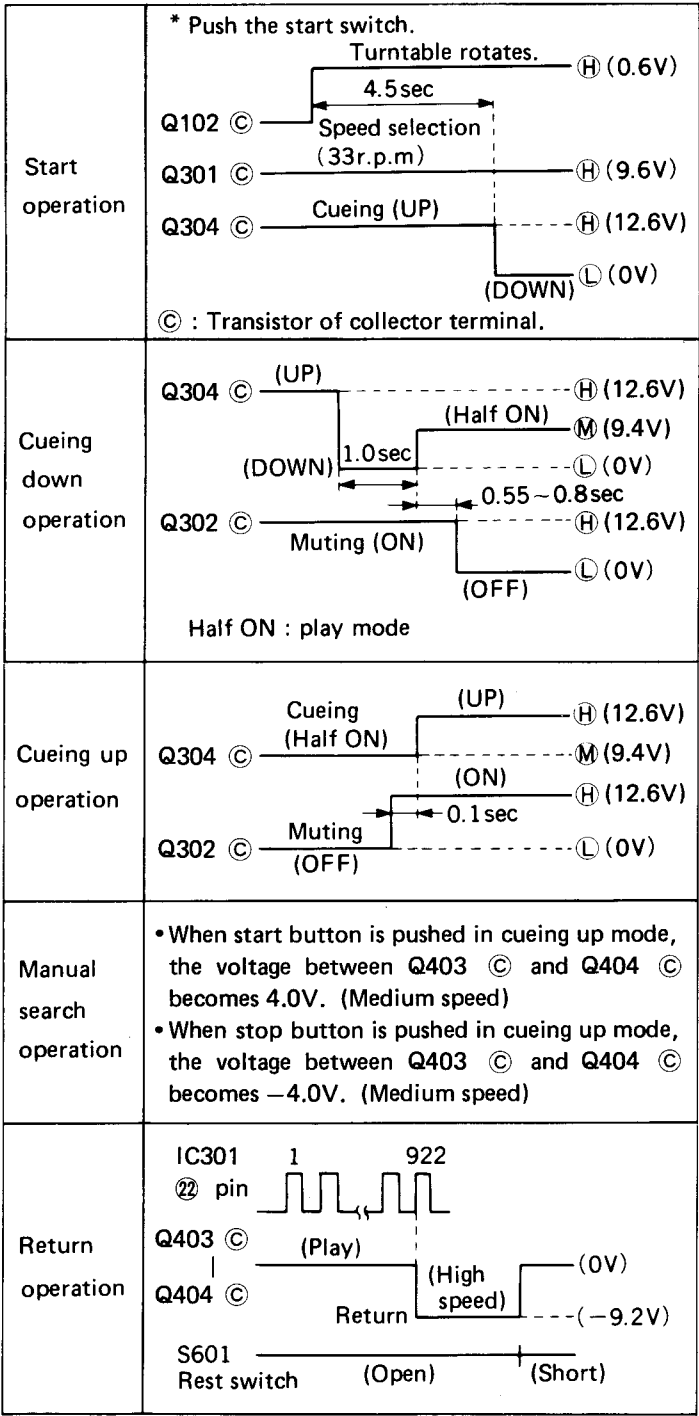 Start
operation
* Push the start switch.
Turntable rotates.
Ⓗ (0.6V)
4.5sec
Q102 Ⓒ
Speed selection
(33r.p.m)
Q301 Ⓒ
Ⓗ (9.6V)
Q304 Ⓒ
Cueing (UP)
Ⓗ (12.6V)
(DOWN)
Ⓛ (0V)
Ⓒ : Transistor of collector terminal.
Cueing
down
operation
Q304 Ⓒ
(UP)
Ⓗ (12.6V)
(Half ON)
Ⓜ (9.4V)
(DOWN)
1.0sec
Ⓛ (0V)
0.55~0.8sec
Q302 Ⓒ
Ⓗ (12.6V)
Muting (ON)
(OFF)
Ⓛ (0V)
Half ON : play mode
Cueing up
operation
Cueing
(Half ON)
(UP)
Ⓗ (12.6V)
Q304 Ⓒ
Ⓜ (9.4V)
(ON)
Ⓗ (12.6V)
0.1sec
Q302 Ⓒ
Muting
(OFF)
Ⓛ (0V)
Manual
search
operation
• When start button is pushed in cueing up mode,
the voltage between Q403 Ⓒ and Q404 Ⓒ
becomes 4.0V. (Medium speed)
• When stop button is pushed in cueing up mode,
the voltage between Q403 Ⓒ and Q404 Ⓒ
becomes −4.0V. (Medium speed)
Return
operation
IC301 1 922
㉒ pin
Q403 Ⓒ
|
Q404 Ⓒ
(Play)
(0V)
(High
speed)
Return
(−9.2V)
S601
Rest switch
(Open)
(Short)